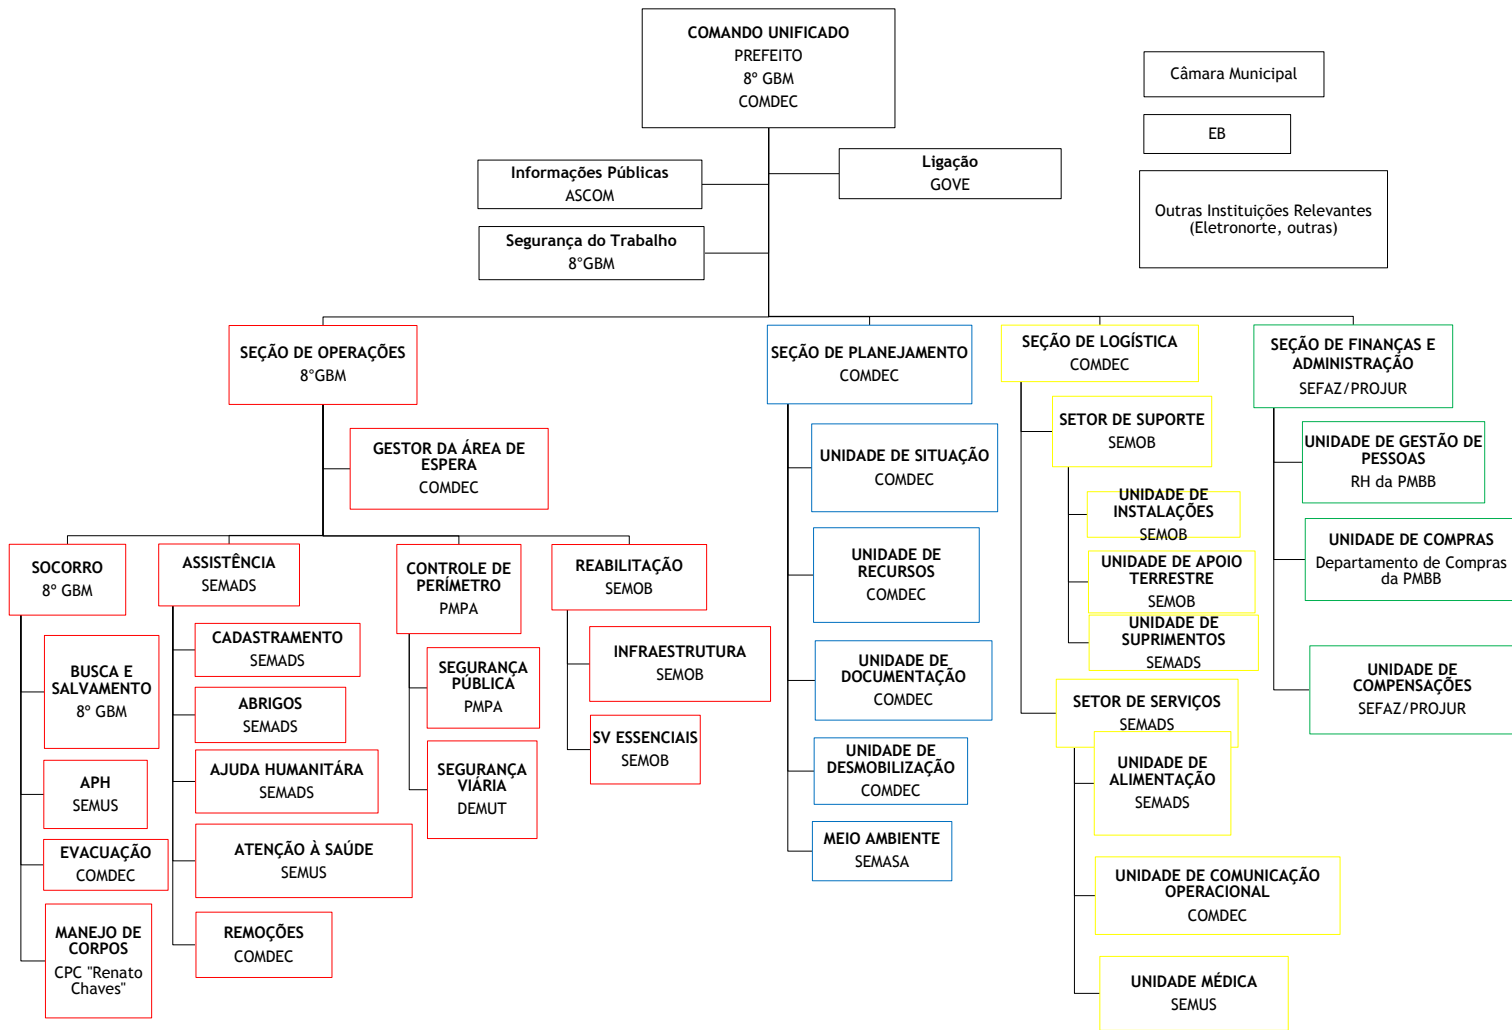 COMANDO UNIFICADO
PREFEITO
8º GBM
COMDEC
Câmara Municipal
EB
Outras Instituições Relevantes
(Eletronorte, outras)
Informações Públicas
ASCOM
Ligação
GOVE
Segurança do Trabalho
8°GBM
SEÇÃO DE OPERAÇÕES
8°GBM
GESTOR DA ÁREA DE
ESPERA
COMDEC
SOCORRO
8º GBM
BUSCA E
SALVAMENTO
8º GBM
APH
SEMUS
EVACUAÇÃO
COMDEC
MANEJO DE
CORPOS
CPC "Renato
Chaves"
ASSISTÊNCIA
SEMADS
CADASTRAMENTO
SEMADS
ABRIGOS
SEMADS
AJUDA HUMANITÁRA
SEMADS
ATENÇÃO À SAÚDE
SEMUS
REMOÇÕES
COMDEC
CONTROLE DE
PERÍMETRO
PMPA
SEGURANÇA
PÚBLICA
PMPA
SEGURANÇA
VIÁRIA
DEMUT
REABILITAÇÃO
SEMOB
INFRAESTRUTURA
SEMOB
SV ESSENCIAIS
SEMOB
SEÇÃO DE PLANEJAMENTO
COMDEC
UNIDADE DE SITUAÇÃO
COMDEC
UNIDADE DE
RECURSOS
COMDEC
UNIDADE DE
DOCUMENTAÇÃO
COMDEC
UNIDADE DE
DESMOBILIZAÇÃO
COMDEC
MEIO AMBIENTE
SEMASA
SEÇÃO DE LOGÍSTICA
COMDEC
SETOR DE SUPORTE
SEMOB
UNIDADE DE
INSTALAÇÕES
SEMOB
UNIDADE DE APOIO
TERRESTRE
SEMOB
UNIDADE DE
SUPRIMENTOS
SEMADS
SETOR DE SERVIÇOS
SEMADS
UNIDADE DE
ALIMENTAÇÃO
SEMADS
UNIDADE DE COMUNICAÇÃO
OPERACIONAL
COMDEC
UNIDADE MÉDICA
SEMUS
SEÇÃO DE FINANÇAS E
ADMINISTRAÇÃO
SEFAZ/PROJUR
UNIDADE DE GESTÃO DE
PESSOAS
RH da PMBB
UNIDADE DE COMPRAS
Departamento de Compras
da PMBB
UNIDADE DE
COMPENSAÇÕES
SEFAZ/PROJUR